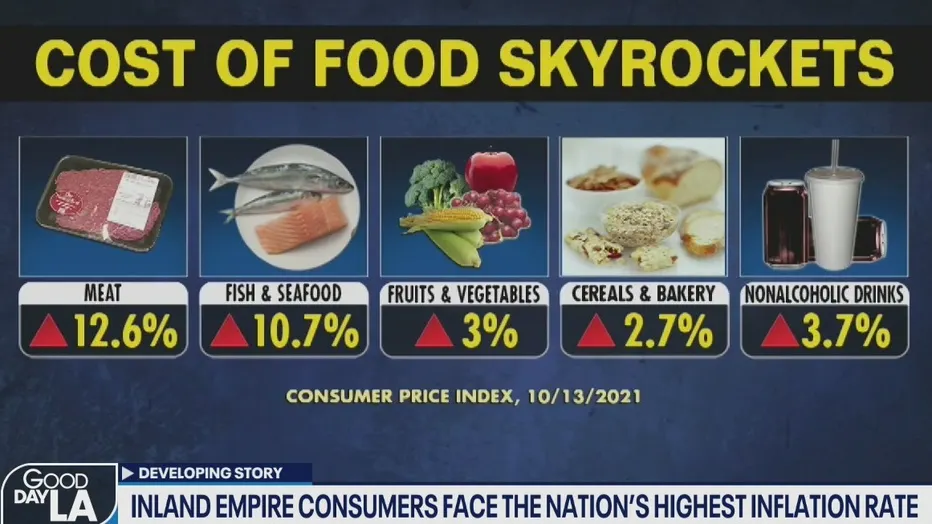 COST OF FOOD SKYROCKETS
MEAT
12.6%
FISH & SEAFOOD
10.7%
FRUITS & VEGETABLES
3%
CEREALS & BAKERY
2.7%
NONALCOHOLIC DRINKS
3.7%
CONSUMER PRICE INDEX, 10/13/2021
GOOD
DAY LA
DEVELOPING STORY
INLAND EMPIRE CONSUMERS FACE THE NATION'S HIGHEST INFLATION RATE